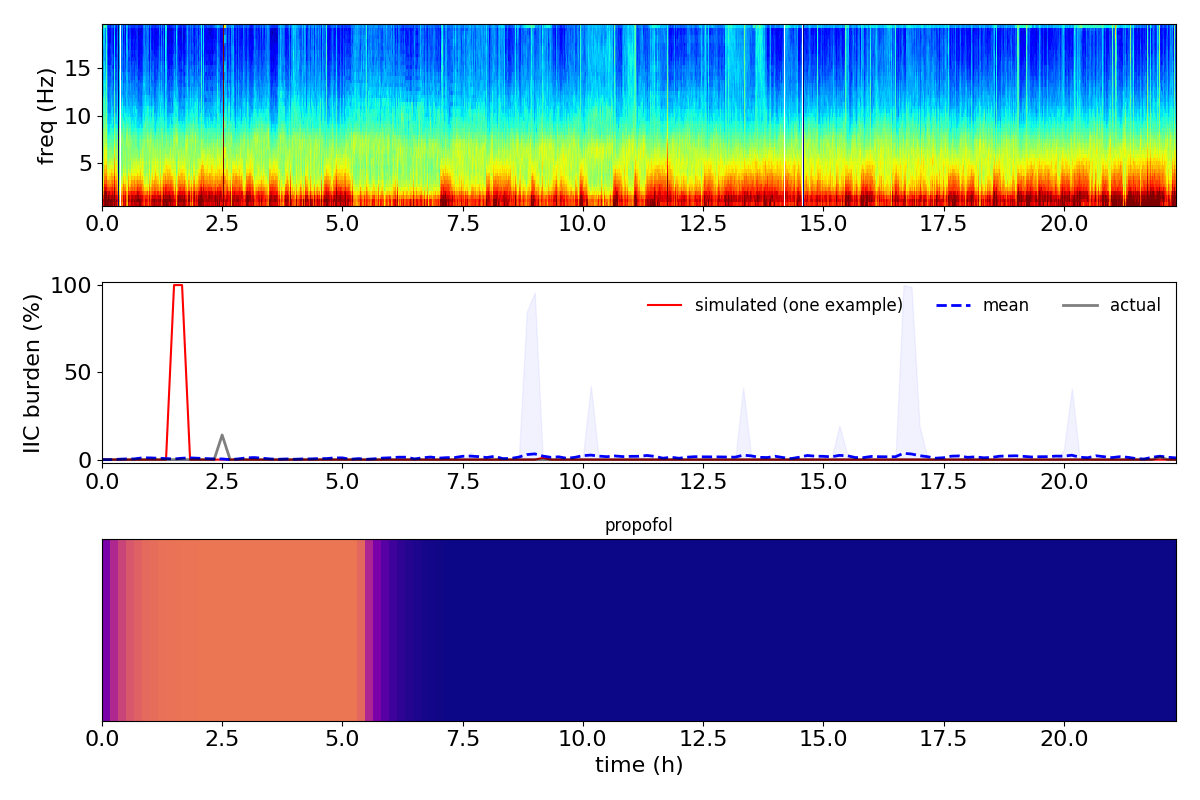 freq (Hz)
15
10
5
0.0 2.5 5.0 7.5 10.0 12.5 15.0 17.5 20.0
IIC burden (%)
100
50
0
simulated (one example) mean actual
0.0 2.5 5.0 7.5 10.0 12.5 15.0 17.5 20.0
propofol
0.0 2.5 5.0 7.5 10.0 12.5 15.0 17.5 20.0
time (h)